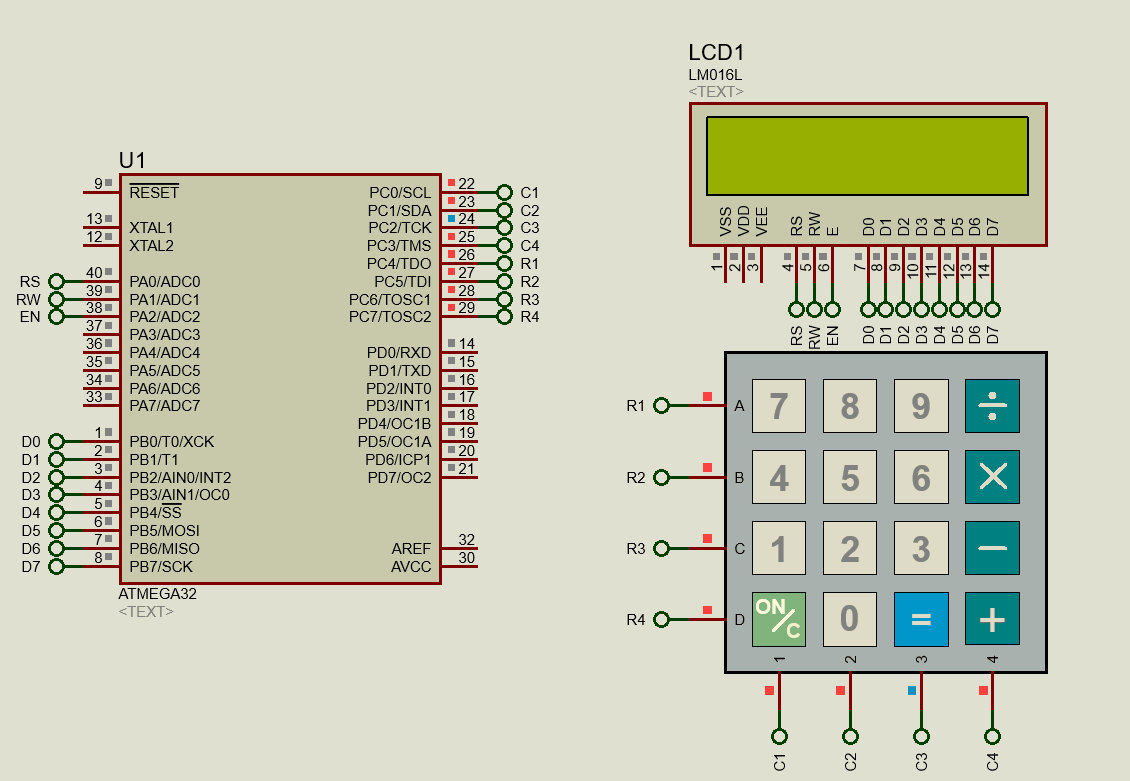 LCD1
LM016L
<TEXT>
VSS VDD VEE RS RW E D0 D1 D2 D3 D4 D5 D6 D7
1 2 3 4 5 6 7 8 9 10 11 12 13 14
RS RW EN D0 D1 D2 D3 D4 D5 D6 D7
U1
9 RESET PC0/SCL 22 C1
PC1/SDA 23 C2
13 XTAL1 PC2/TCK 24 C3
12 XTAL2 PC3/TMS 25 C4
PC4/TDO 26 R1
RS 40 PA0/ADC0 PC5/TDI 27 R2
RW 39 PA1/ADC1 PC6/TOSC1 28 R3
EN 38 PA2/ADC2 PC7/TOSC2 29 R4
37 PA3/ADC3
36 PA4/ADC4 PD0/RXD 14
35 PA5/ADC5 PD1/TXD 15
34 PA6/ADC6 PD2/INT0 16
33 PA7/ADC7 PD3/INT1 17
PD4/OC1B 18
D0 1 PB0/T0/XCK PD5/OC1A 19
D1 2 PB1/T1 PD6/ICP1 20
D2 3 PB2/AIN0/INT2 PD7/OC2 21
D3 4 PB3/AIN1/OC0
D4 5 PB4/SS
D5 6 PB5/MOSI
D6 7 PB6/MISO AREF 32
D7 8 PB7/SCK AVCC 30
ATMEGA32
<TEXT>
R1 A 7 8 9 ÷
R2 B 4 5 6 ×
R3 C 1 2 3 −
R4 D ON/C 0 = +
1 2 3 4
C1 C2 C3 C4